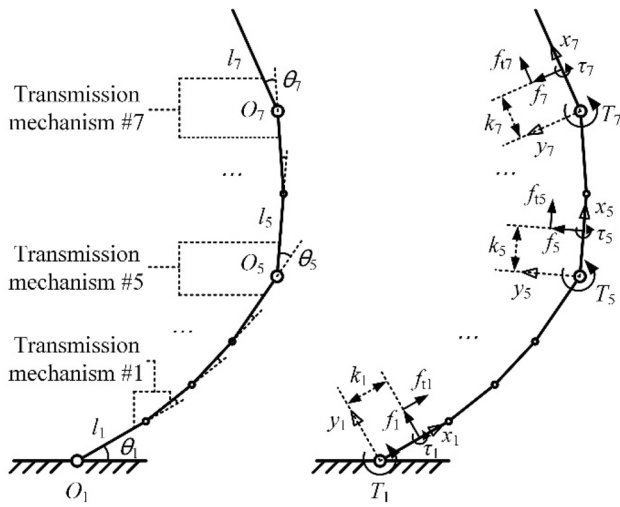 l7
θ7
Transmission
mechanism #7
O7
...
l5
Transmission
mechanism #5
O5
θ5
...
Transmission
mechanism #1
l1
θ1
O1
x7
ft7
τ7
f7
k7
T7
y7
...
ft5
x5
f5
τ5
k5
y5
T5
...
k1
ft1
y1
f1
x1
τ1
T1